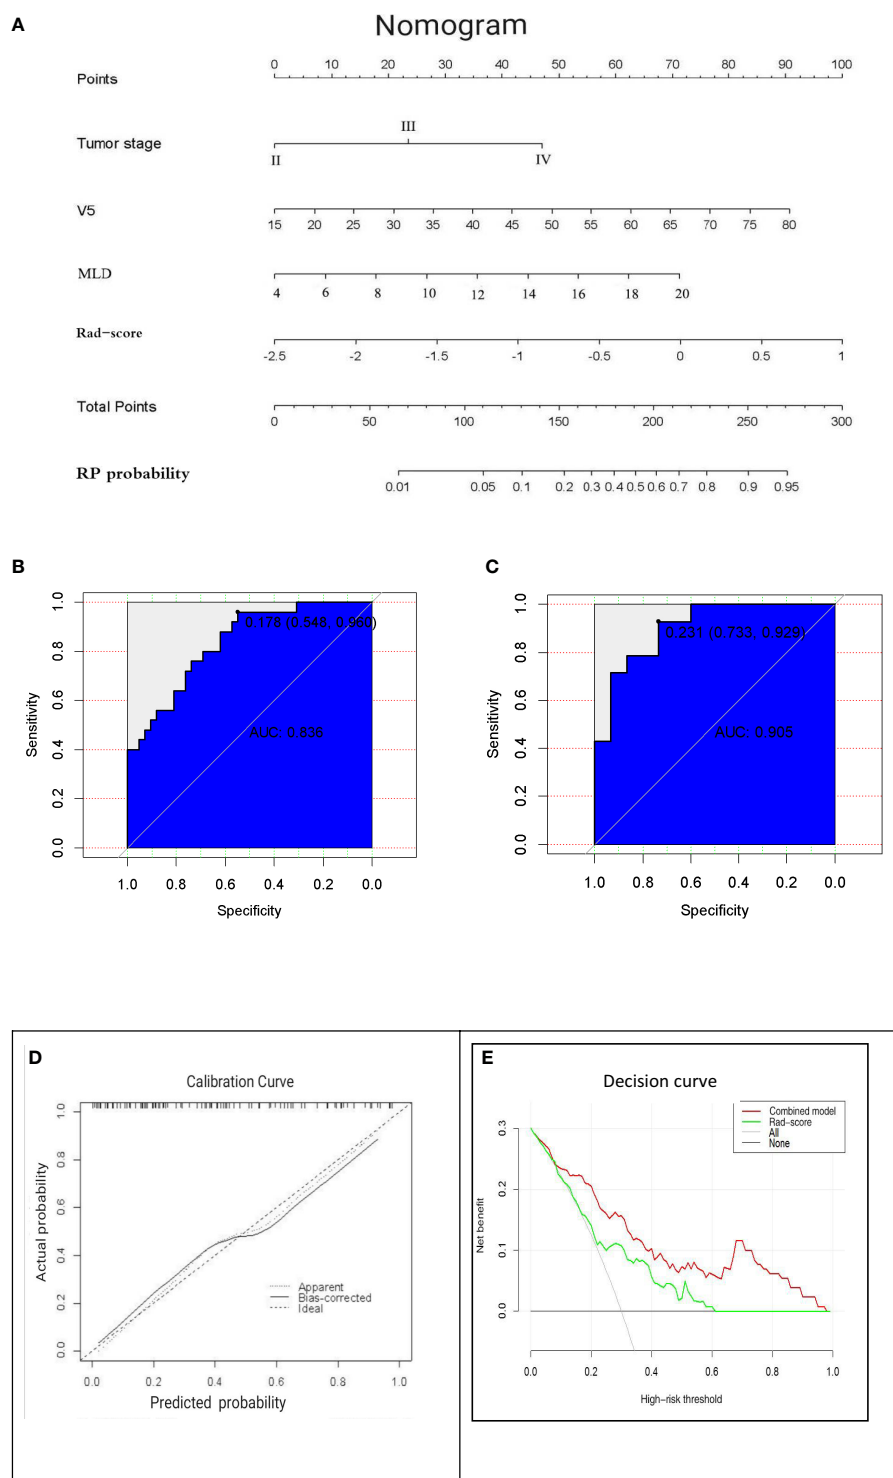 A
Nomogram
Points
0 10 20 30 40 50 60 70 80 90 100
Tumor stage
III
II IV
V5
15 20 25 30 35 40 45 50 55 60 65 70 75 80
MLD
4 6 8 10 12 14 16 18 20
Rad−score
-2.5 -2 -1.5 -1 -0.5 0 0.5 1
Total Points
0 50 100 150 200 250 300
RP probability
0.01 0.05 0.1 0.2 0.3 0.4 0.5 0.6 0.7 0.8 0.9 0.95
B
Sensitivity
1.0
0.8
0.6
0.4
0.2
0.0
0.178 (0.548, 0.960)
AUC: 0.836
1.0 0.8 0.6 0.4 0.2 0.0
Specificity
C
Sensitivity
1.0
0.8
0.6
0.4
0.2
0.0
0.231 (0.733, 0.929)
AUC: 0.905
1.0 0.8 0.6 0.4 0.2 0.0
Specificity
D
Calibration Curve
Actual probability
1.0
0.8
0.6
0.4
0.2
0.0
Apparent
Bias-corrected
Ideal
0.0 0.2 0.4 0.6 0.8 1.0
Predicted probability
E
Decision curve
Combined model
Rad−score
All
None
Net benefit
0.3
0.2
0.1
0.0
0.0 0.2 0.4 0.6 0.8 1.0
High−risk threshold